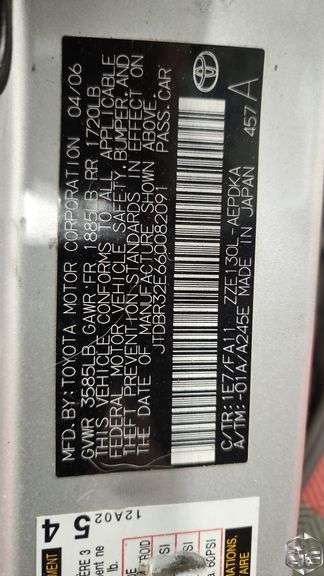 MFD.BY:TOYOTA MOTOR CORPORATION 04/06
GVWR 3585LB GAWR FR 1885LB RR 1720LB
THIS VEHICLE CONFORMS TO ALL APPLICABLE
FEDERAL MOTOR VEHICLE SAFETY, BUMPER, AND
THEFT PREVENTION STANDARDS IN EFFECT ON
THE DATE OF MANUFACTURE SHOWN ABOVE.
JTDBR32E660082091 PASS.CAR
C/TR:1E7/FA11 ZZE130L-AEPDKA
A/TM:-01A/A245E MADE IN JAPAN
457 A
TOYOTA
54
12A02